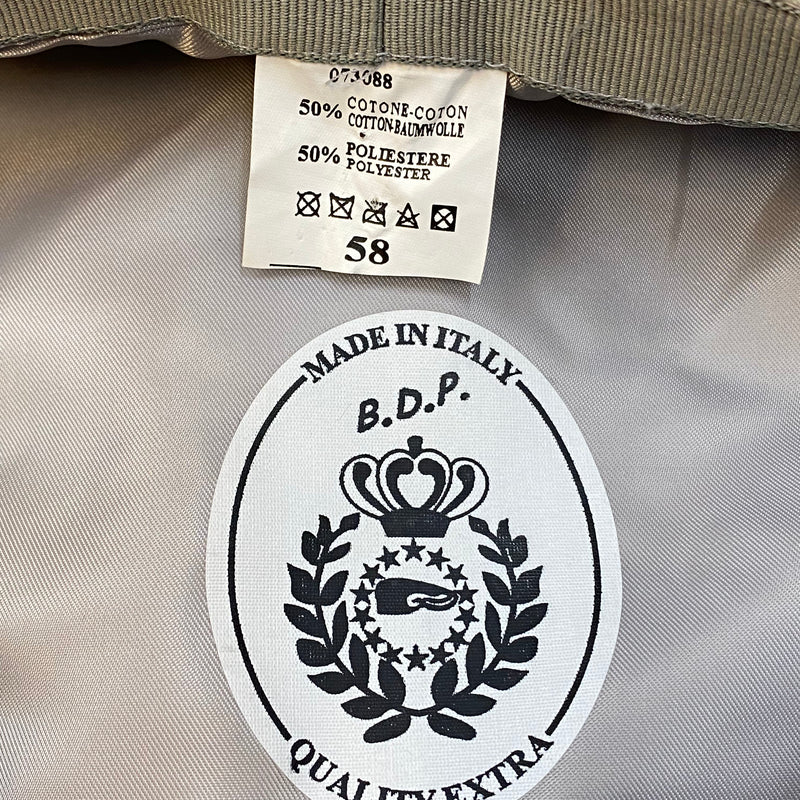 073088
50% COTONE-COTON
COTTON-BAUMWOLLE
50% POLIESTERE
POLYESTER
58
MADE IN ITALY
B.D.P.
QUALITY EXTRA